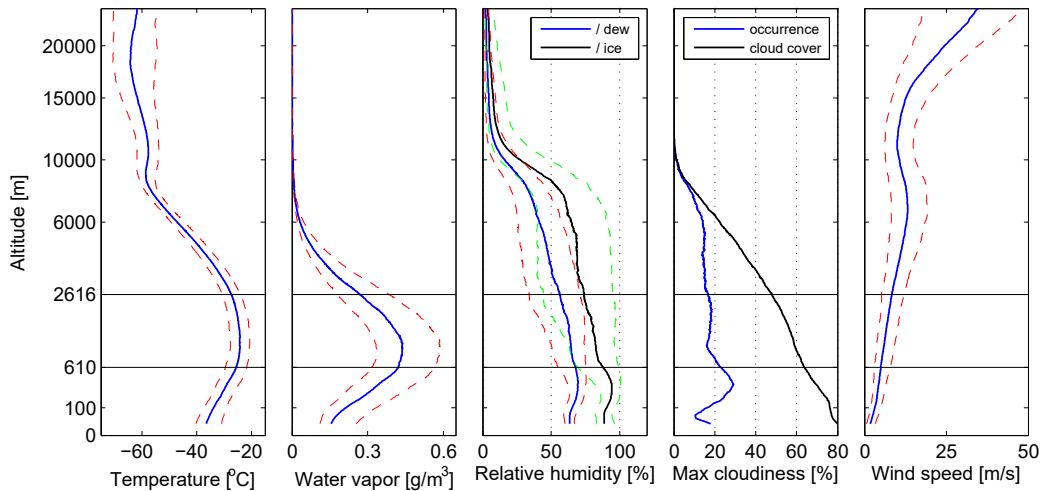 Altitude [m]
20000
15000
10000
6000
2616
610
100
0
−60 −40 −20
Temperature [°C]
0 0.3 0.6
Water vapor [g/m³]
/ dew
/ ice
0 50 100
Relative humidity [%]
occurrence
cloud cover
0 20 40 60 80
Max cloudiness [%]
0 50
Wind speed [m/s]